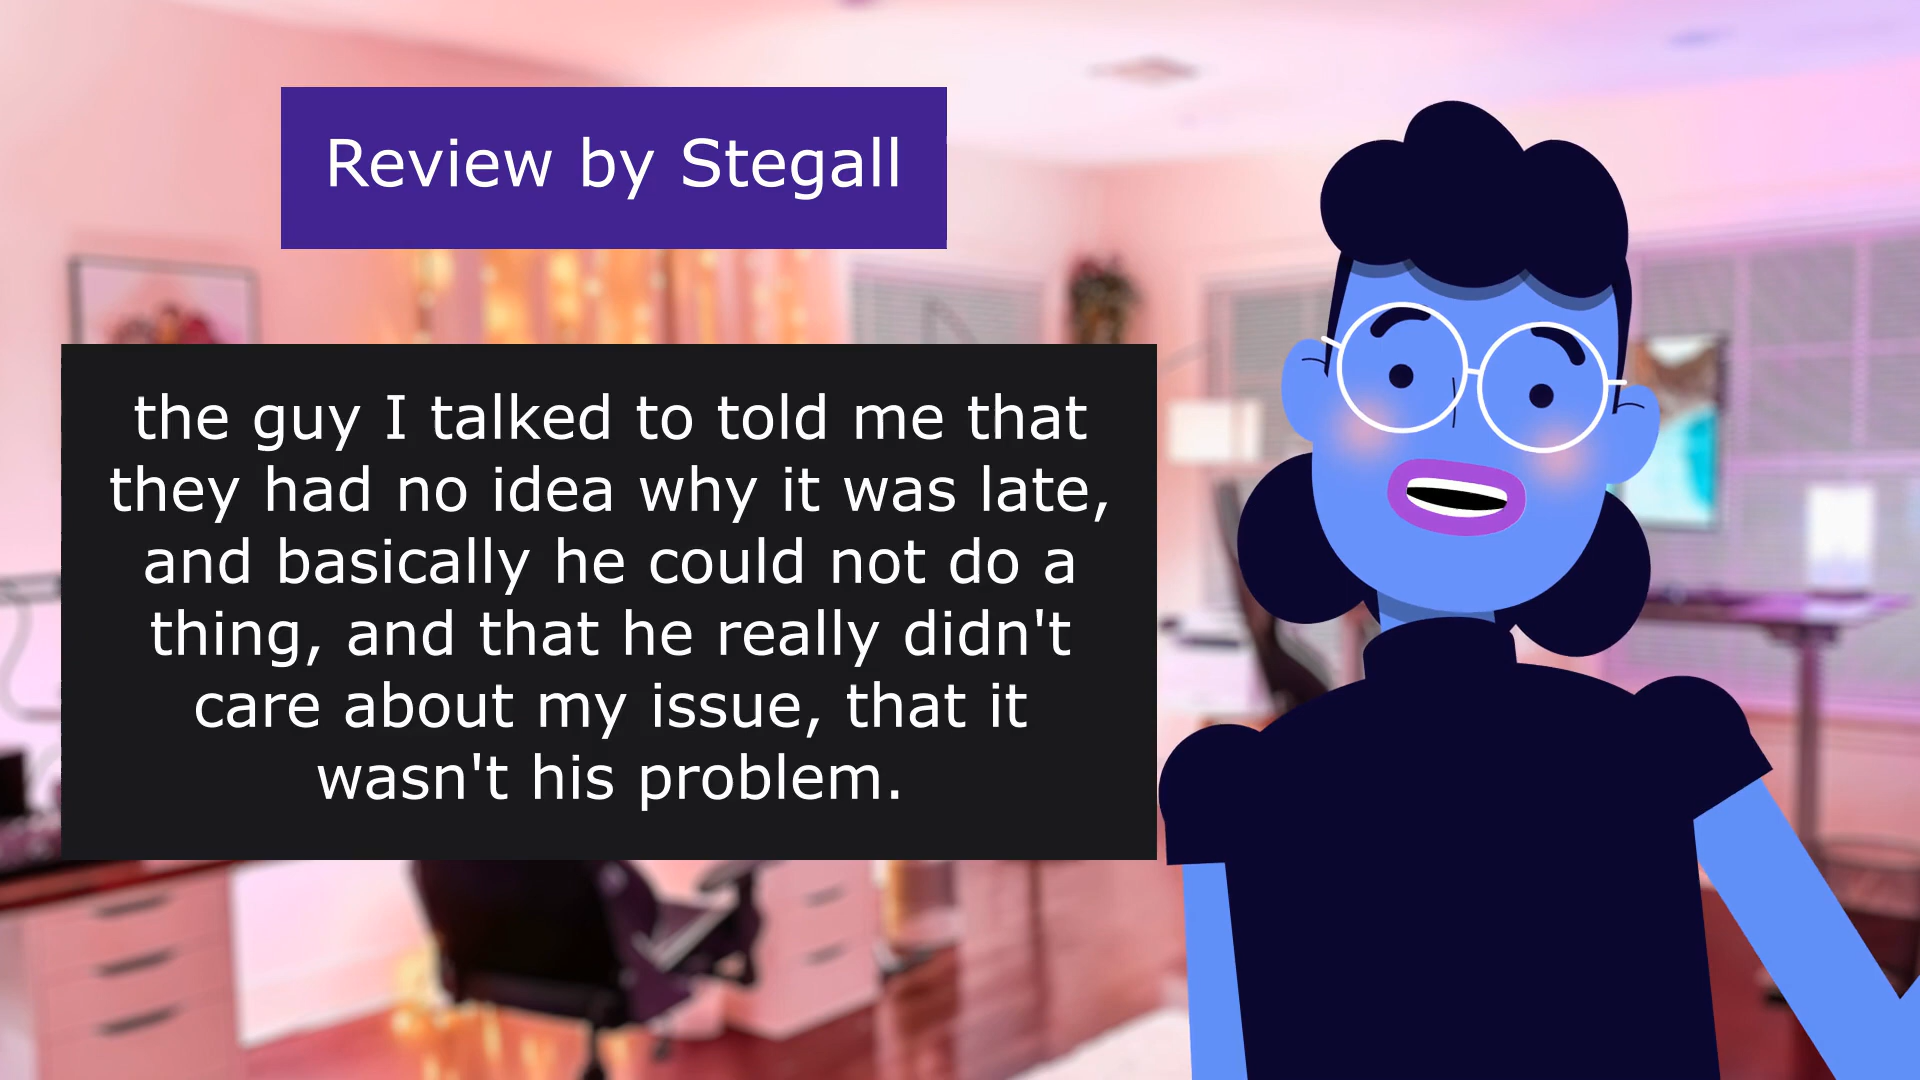 Review by Stegall
the guy I talked to told me that
they had no idea why it was late,
and basically he could not do a
thing, and that he really didn't
care about my issue, that it
wasn't his problem.